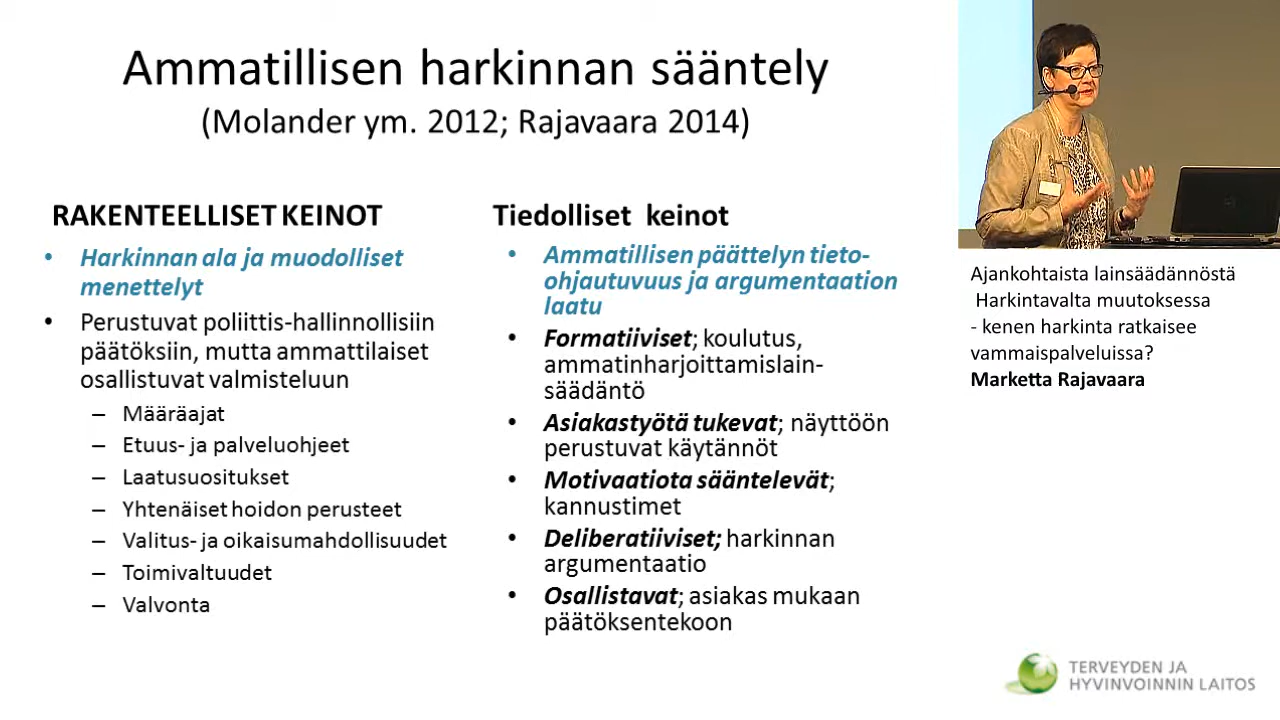 Ammatillisen harkinnan sääntely
(Molander ym. 2012; Rajavaara 2014)
RAKENTEELLISET KEINOT
• Harkinnan ala ja muodolliset
menettelyt
• Perustuvat poliittis-hallinnollisiin
päätöksiin, mutta ammattilaiset
osallistuvat valmisteluun
– Määräajat
– Etuus- ja palveluohjeet
– Laatusuositukset
– Yhtenäiset hoidon perusteet
– Valitus- ja oikaisumahdollisuudet
– Toimivaltuudet
– Valvonta
Tiedolliset keinot
• Ammatillisen päättelyn tieto-
ohjautuvuus ja argumentaation
laatu
• Formatiiviset; koulutus,
ammatinharjoittamislain-
säädäntö
• Asiakastyötä tukevat; näyttöön
perustuvat käytännöt
• Motivaatiota sääntelevät;
kannustimet
• Deliberatiiviset; harkinnan
argumentaatio
• Osallistavat; asiakas mukaan
päätöksentekoon
Ajankohtaista lainsäädännöstä
Harkintavalta muutoksessa
- kenen harkinta ratkaisee
vammaispalveluissa?
Marketta Rajavaara
TERVEYDEN JA
HYVINVOINNIN LAITOS